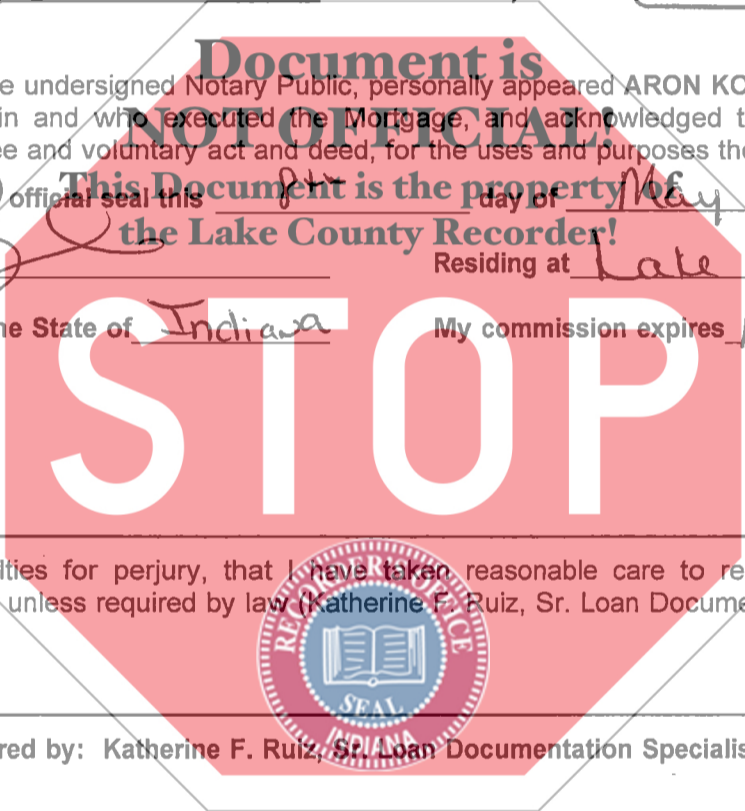 Document is
e undersigned Notary Public, personally appeared ARON KO
NOT OFFICIAL!
in and who executed the Mortgage, and acknowledged t
ee and voluntary act and deed, for the uses and purposes the
This Document is the property of
official seal this 8th day of May
the Lake County Recorder!
Residing at Lake
ne State of Indiana My commission expires
STOP
lties for perjury, that I have taken reasonable care to re
unless required by law (Katherine F. Ruiz, Sr. Loan Docume
RECORDER'S OFFICE
SEAL
INDIANA
red by: Katherine F. Ruiz, Sr. Loan Documentation Specialis